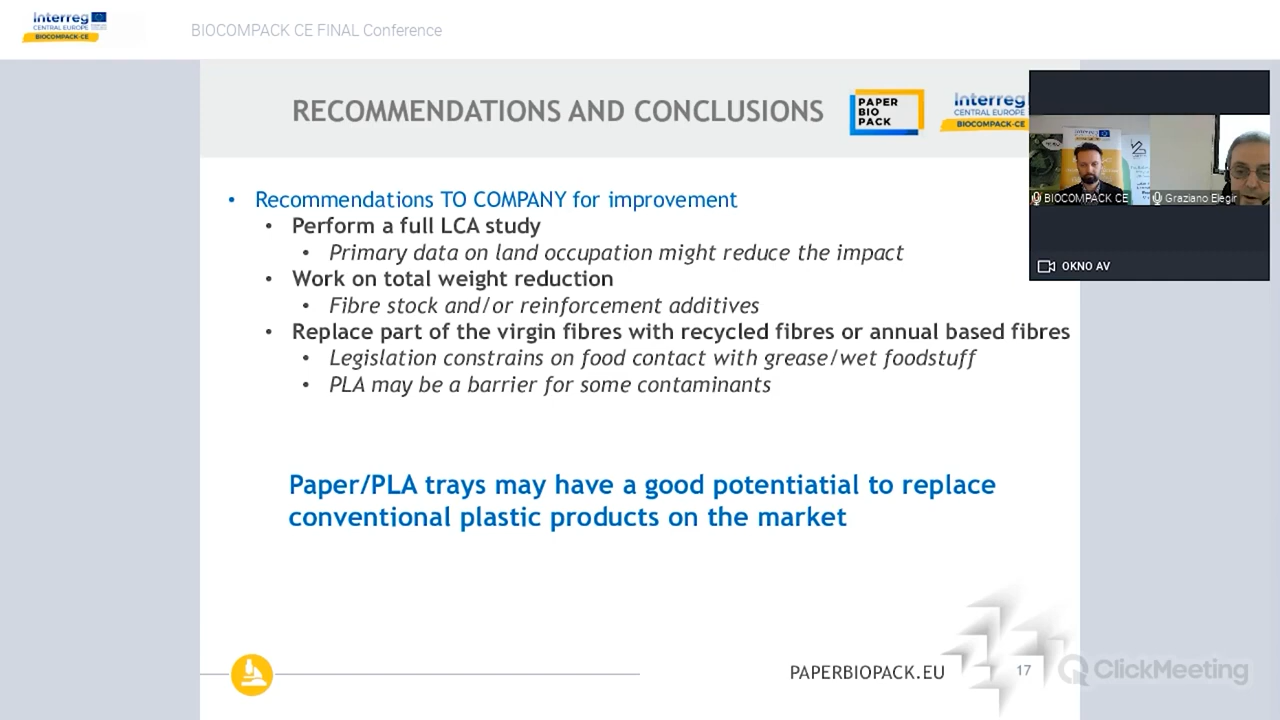 Interreg
CENTRAL EUROPE
BIOCOMPACK-CE
BIOCOMPACK CE FINAL Conference
RECOMMENDATIONS AND CONCLUSIONS
PAPER
BIO
PACK
Interreg
CENTRAL EUROPE
BIOCOMPACK-CE
BIOCOMPACK CE
Graziano Elegir
OKNO AV
• Recommendations TO COMPANY for improvement
• Perform a full LCA study
• Primary data on land occupation might reduce the impact
• Work on total weight reduction
• Fibre stock and/or reinforcement additives
• Replace part of the virgin fibres with recycled fibres or annual based fibres
• Legislation constrains on food contact with grease/wet foodstuff
• PLA may be a barrier for some contaminants
Paper/PLA trays may have a good potentiatial to replace
conventional plastic products on the market
PAPERBIOPACK.EU
17
ClickMeeting